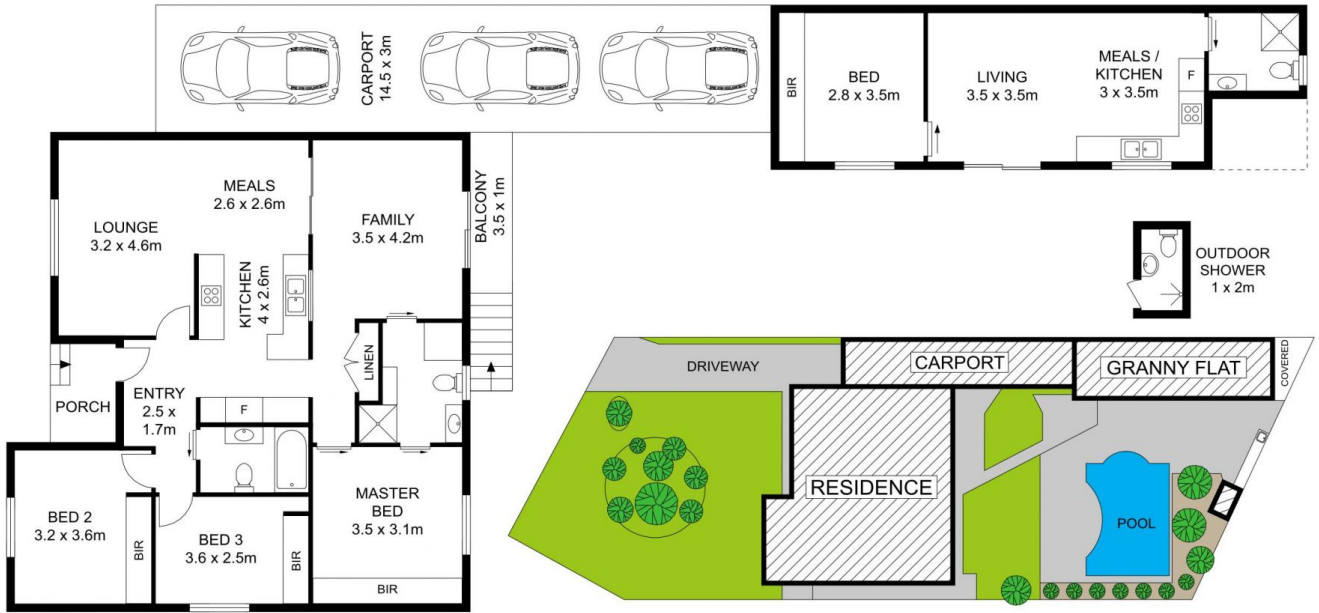 CARPORT
14.5 x 3m
BIR
BED
2.8 x 3.5m
LIVING
3.5 x 3.5m
MEALS /
KITCHEN
3 x 3.5m
F
MEALS
2.6 x 2.6m
LOUNGE
3.2 x 4.6m
FAMILY
3.5 x 4.2m
BALCONY
3.5 x 1m
KITCHEN
4 x 2.6m
LINEN
PORCH
ENTRY
2.5 x
1.7m
F
BED 2
3.2 x 3.6m
BIR
BED 3
3.6 x 2.5m
BIR
MASTER
BED
3.5 x 3.1m
BIR
OUTDOOR
SHOWER
1 x 2m
DRIVEWAY
CARPORT
GRANNY FLAT
COVERED
RESIDENCE
POOL